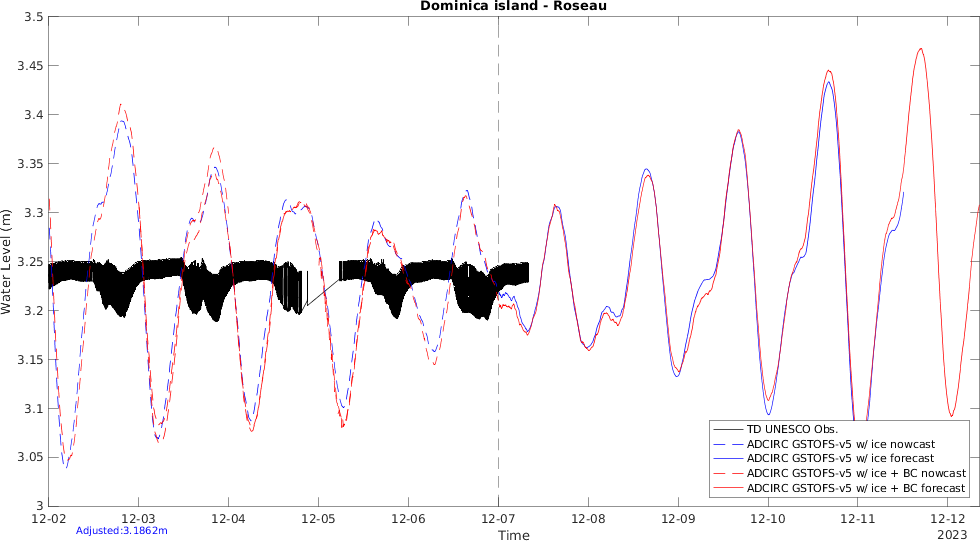 Dominica island - Roseau
3.5
3.45
3.4
3.35
3.3
3.25
3.2
3.15
3.1
3.05
3
Water Level (m)
TD UNESCO Obs.
ADCIRC GSTOFS-v5 w/ ice nowcast
ADCIRC GSTOFS-v5 w/ ice forecast
ADCIRC GSTOFS-v5 w/ ice + BC nowcast
ADCIRC GSTOFS-v5 w/ ice + BC forecast
12-02 12-03 12-04 12-05 12-06 12-07 12-08 12-09 12-10 12-11 12-12
Adjusted:3.1862m
Time
2023